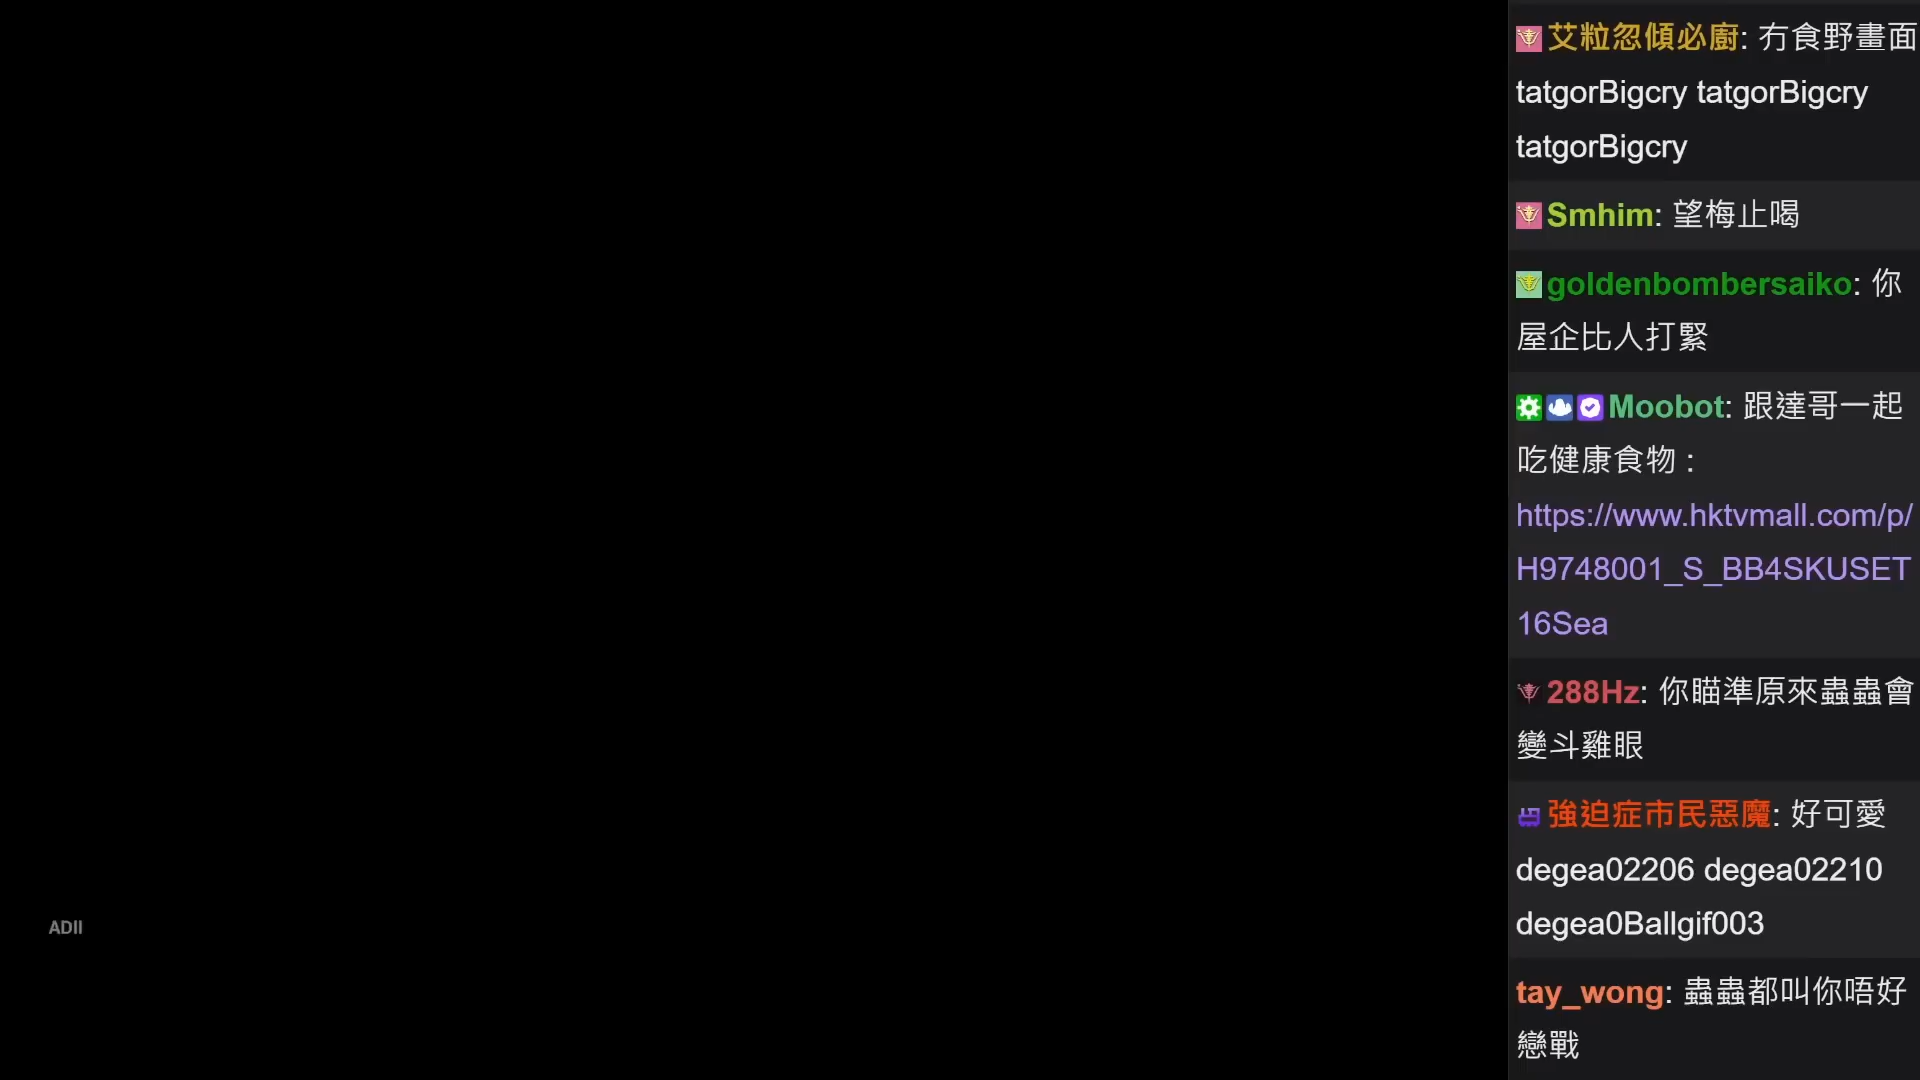 艾粒忽傾必廚: 冇食野畫面
tatgorBigcry tatgorBigcry
tatgorBigcry
Smhim: 望梅止喝
goldenbombersaiko: 你
屋企比人打緊
Moobot: 跟達哥一起
吃健康食物 :
https://www.hktvmall.com/p/
H9748001_S_BB4SKUSET
16Sea
288Hz: 你瞄準原來蟲蟲會
變斗雞眼
強迫症市民惡魔: 好可愛
degea02206 degea02210
degea0Ballgif003
ADII
tay_wong: 蟲蟲都叫你唔好
戀戰